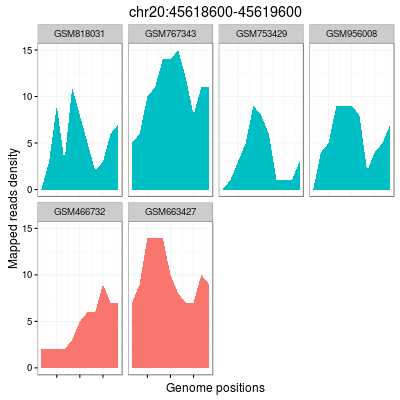 chr20:45618600-45619600
GSM818031 GSM767343 GSM753429 GSM956008
15
10
5
0
GSM466732 GSM663427
15
10
5
0
Mapped reads density
Genome positions